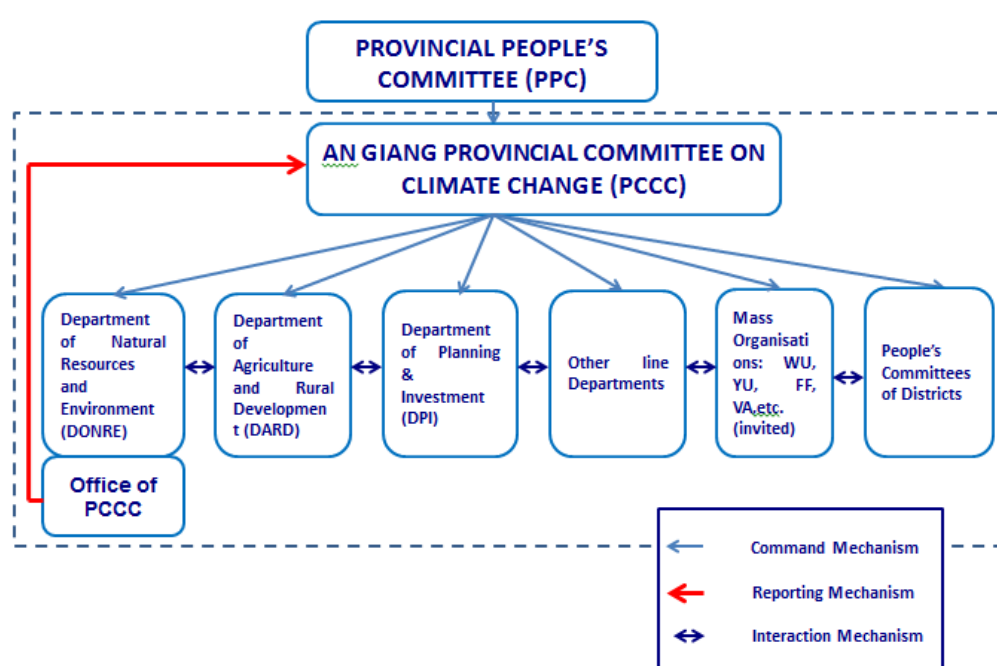 PROVINCIAL PEOPLE'S
COMMITTEE (PPC)
AN GIANG PROVINCIAL COMMITTEE ON
CLIMATE CHANGE (PCCC)
Department
of Natural
Resources
and
Environment
(DONRE)
Department
of
Agriculture
and Rural
Developmen
t (DARD)
Department
of Planning
&
Investment
(DPI)
Other line
Departments
Mass
Organisati
ons: WU,
YU, FF,
VA,etc.
(invited)
People's
Committees
of Districts
Office of
PCCC
Command Mechanism
Reporting Mechanism
Interaction Mechanism